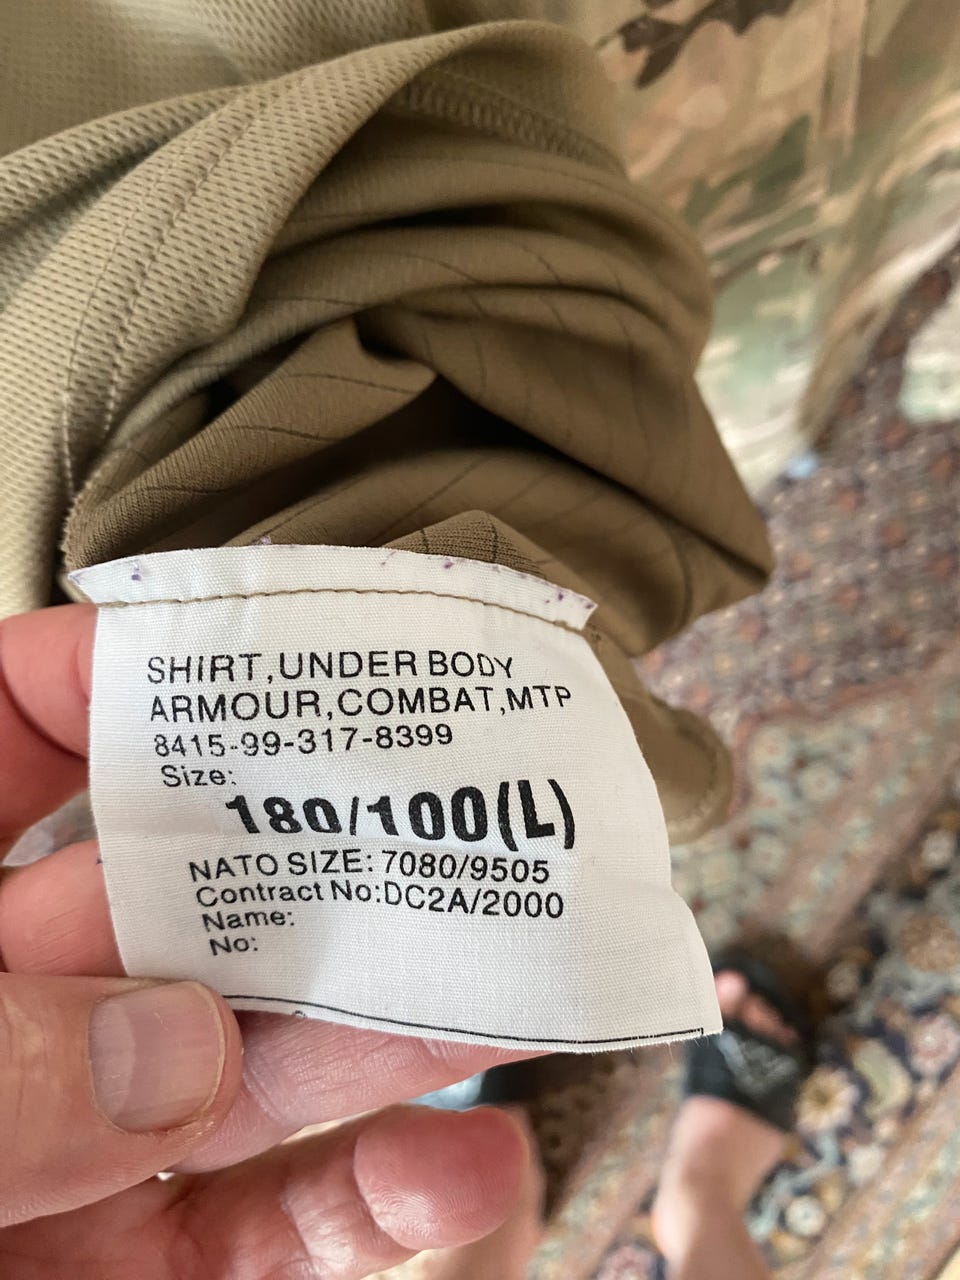 SHIRT,UNDER BODY
ARMOUR,COMBAT,MTP
8415-99-317-8399
Size:
180/100(L)
NATO SIZE: 7080/9505
Contract No:DC2A/2000
Name:
No: